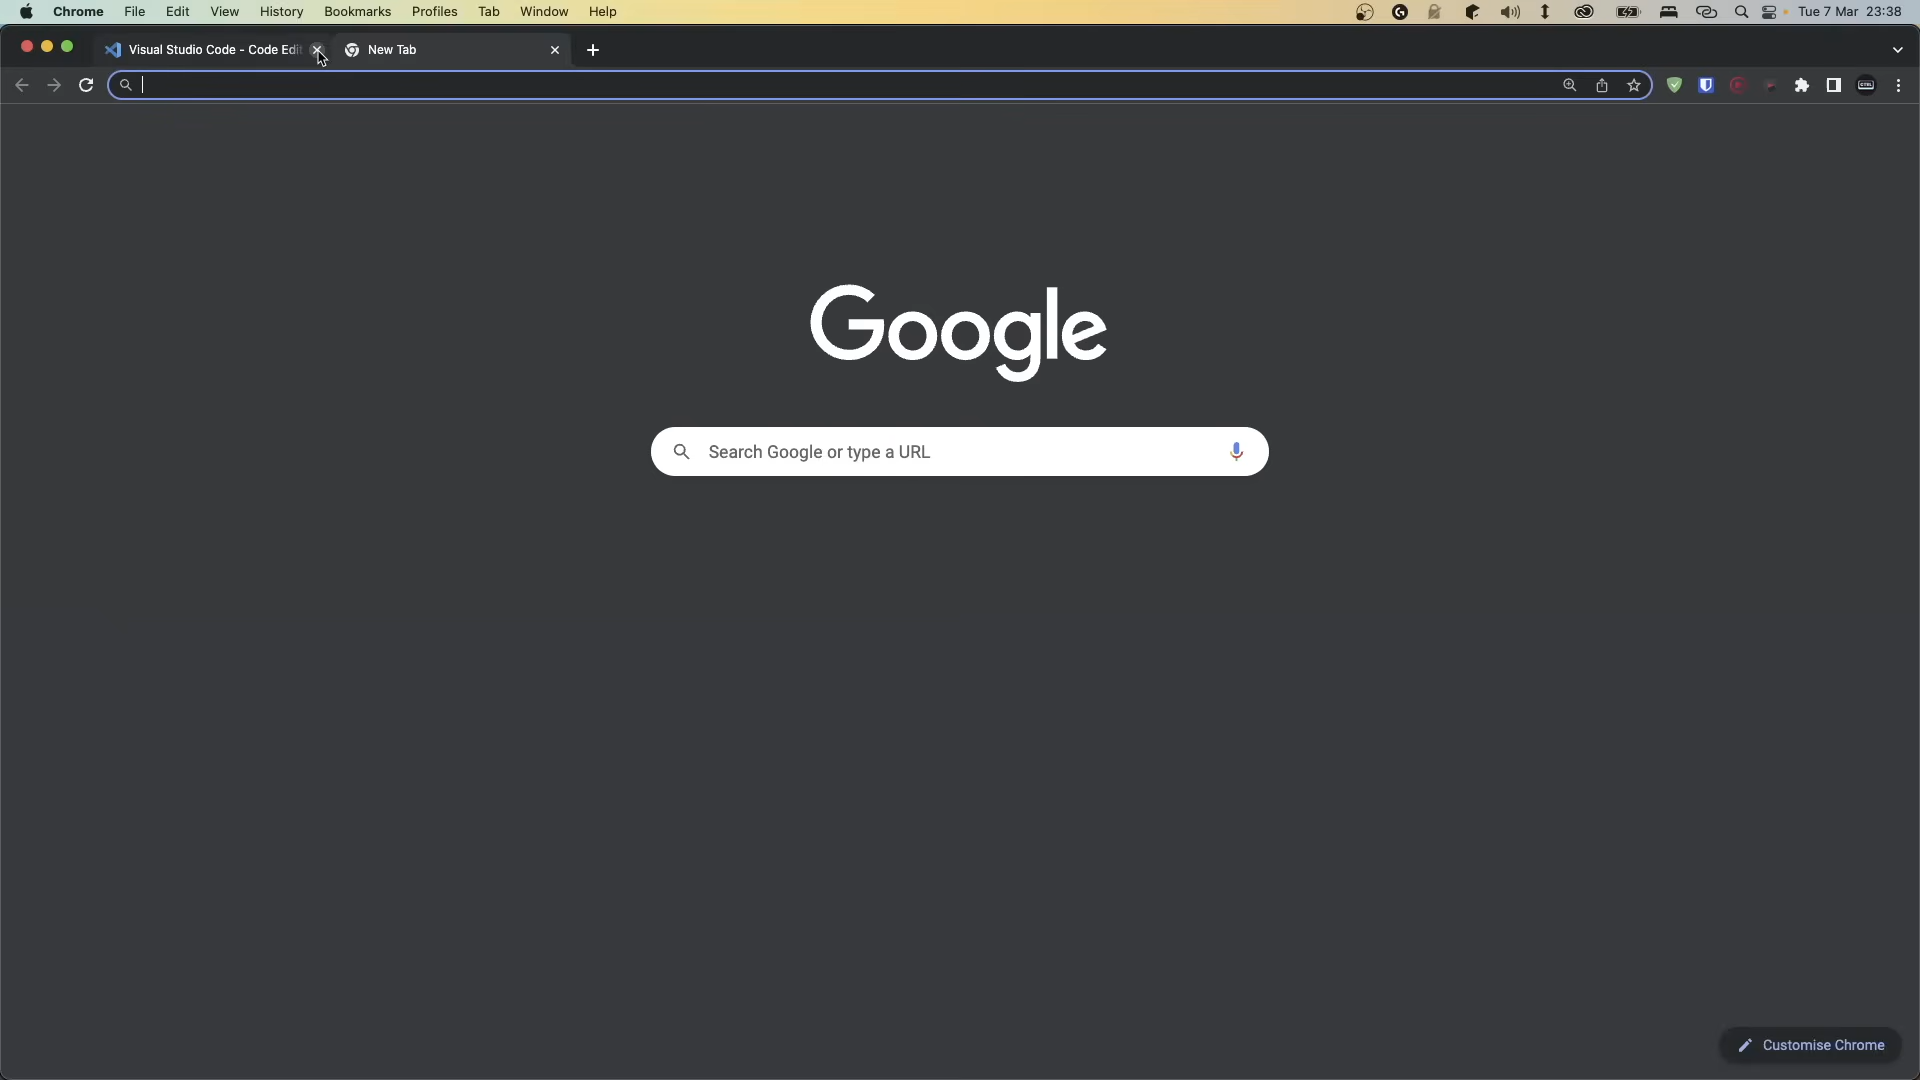 Chrome File Edit View History Bookmarks Profiles Tab Window Help Tue 7 Mar 23:38
Visual Studio Code - Code Edit New Tab
Google
Search Google or type a URL
Customise Chrome